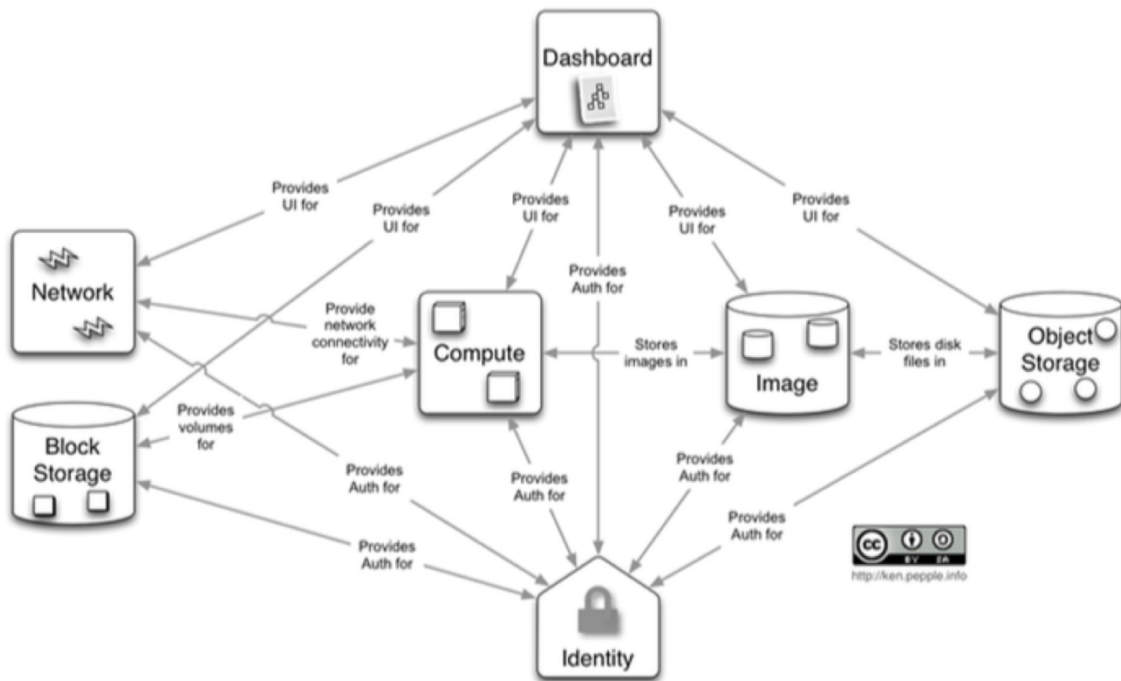 Dashboard
Provides
UI for
Provides
UI for
Provides
UI for
Provides
UI for
Provides
UI for
Network
Provides
Auth for
Provide
network
connectivity
for
Compute
Stores
images in
Image
Stores disk
files in
Object
Storage
Block
Storage
Provides
volumes
for
Provides
Auth for
Provides
Auth for
Provides
Auth for
Provides
Auth for
Provides
Auth for
cc
BY SA
http://ken.pepple.info
Identity